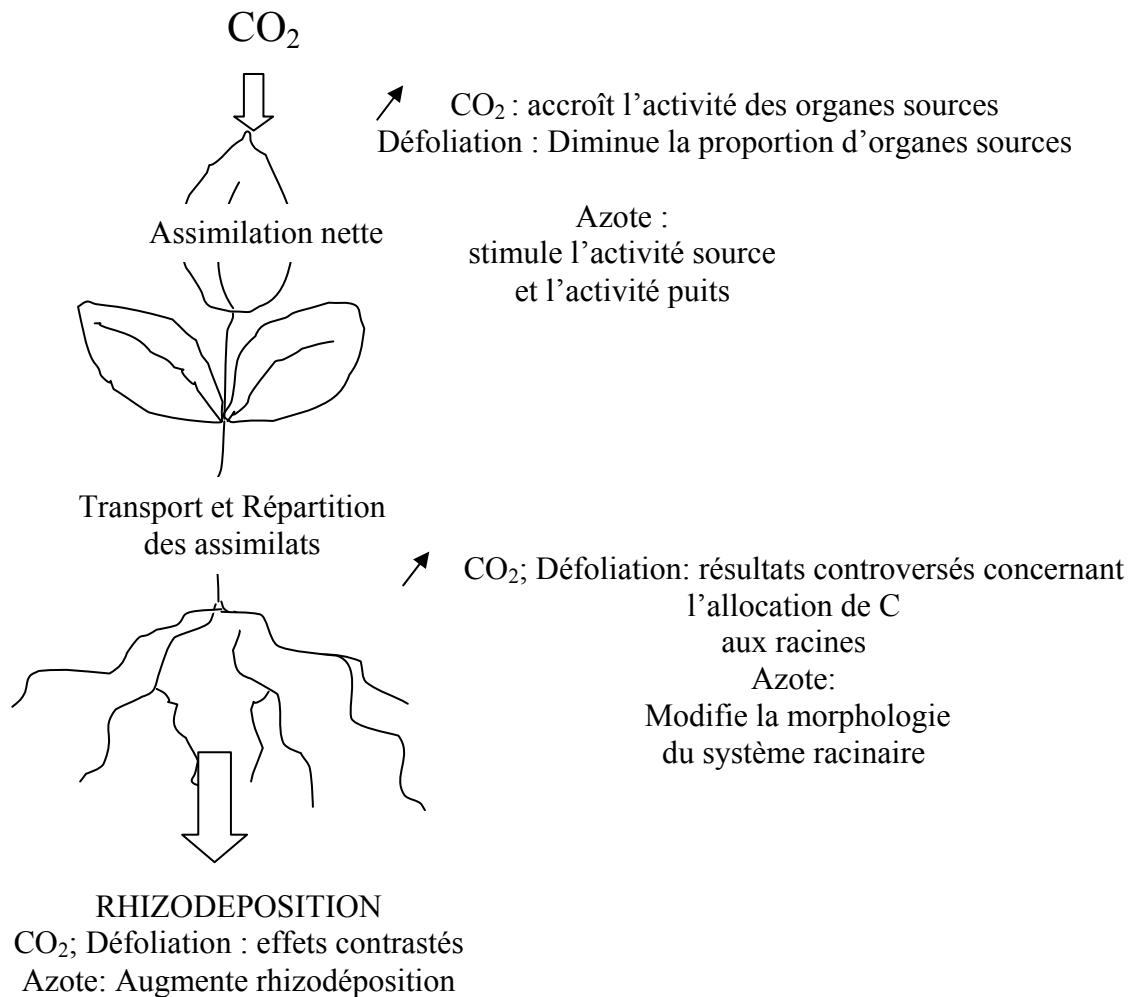 CO₂
CO₂ : accroît l’activité des organes sources
Défoliation : Diminue la proportion d’organes sources
Assimilation nette
Azote :
stimule l’activité source
et l’activité puits
Transport et Répartition
des assimilats
CO₂; Défoliation: résultats controversés concernant
l’allocation de C
aux racines
Azote:
Modifie la morphologie
du système racinaire
RHIZODEPOSITION
CO₂; Défoliation : effets contrastés
Azote: Augmente rhizodéposition